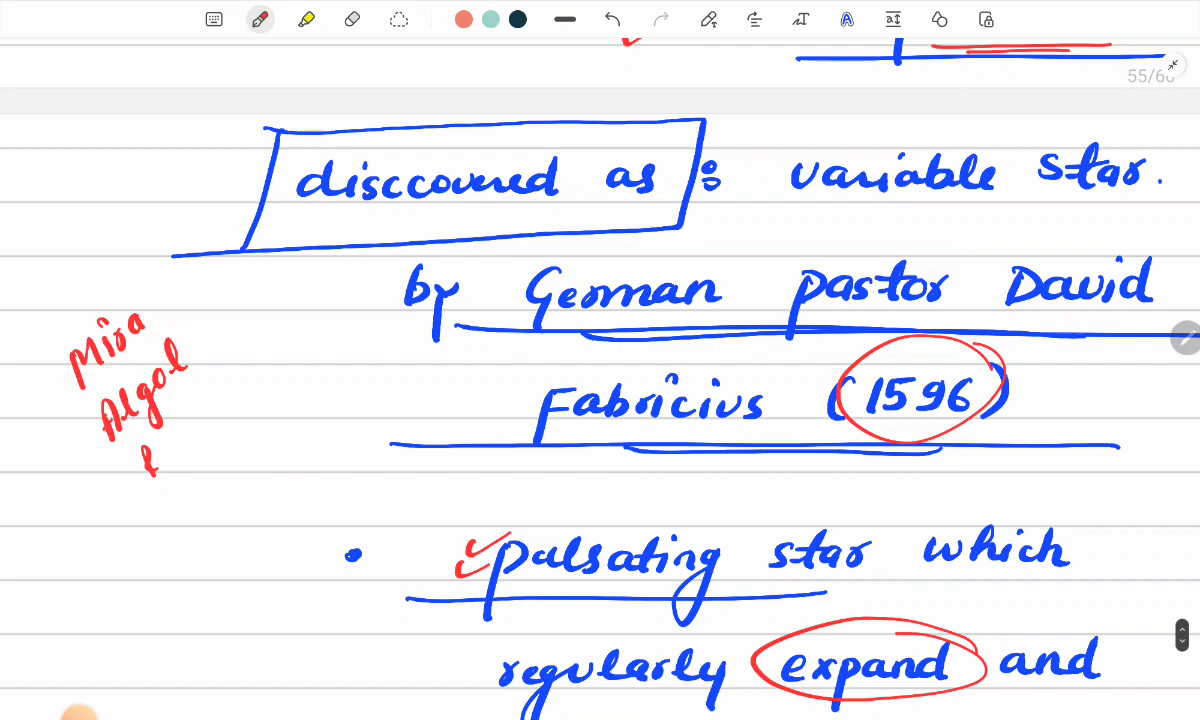 55/60
disccovered as : variable star.
by German pastor David
Mira
Algol
Fabricius (1596)
• pulsating star which
regularly expand and